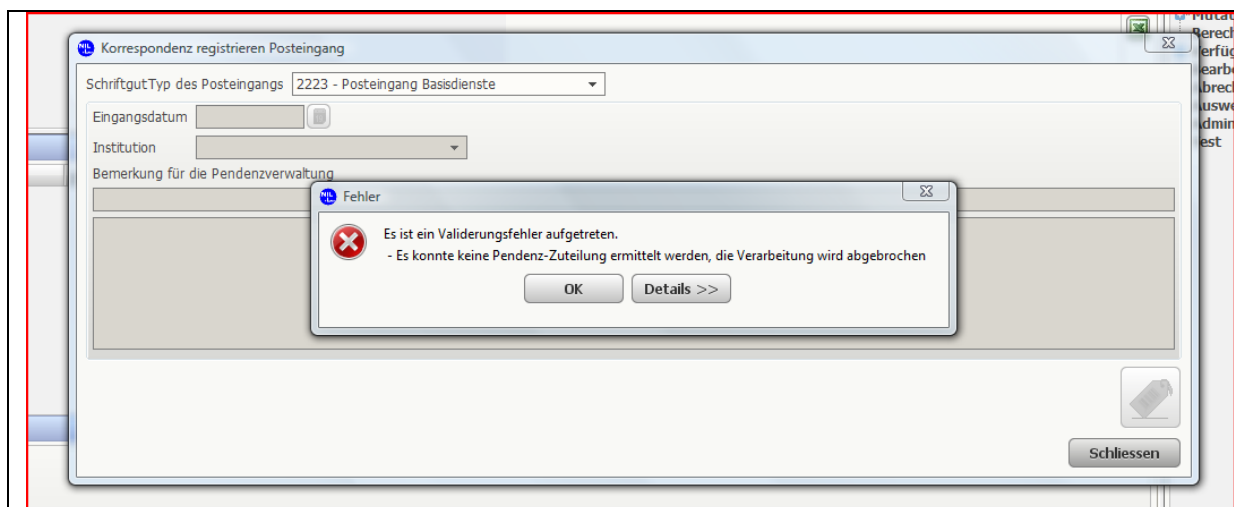 Korrespondenz registrieren Posteingang
SchriftgutTyp des Posteingangs 2223 - Posteingang Basisdienste
Eingangsdatum
Institution
Bemerkung für die Pendenzverwaltung
Fehler
Es ist ein Validerungsfehler aufgetreten.
- Es konnte keine Pendenz-Zuteilung ermittelt werden, die Verarbeitung wird abgebrochen
OK Details >>
Schliessen